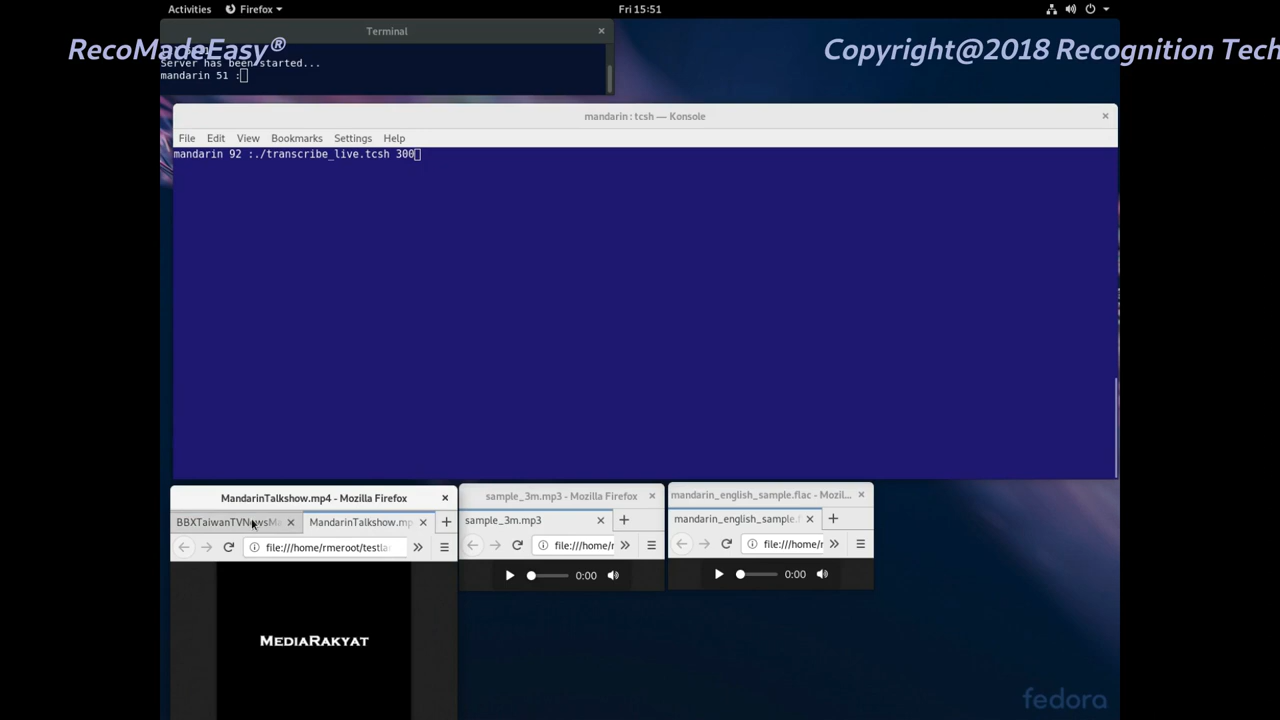 Activities Firefox Fri 15:51
RecoMadeEasy® Copyright@2018 Recognition Tech
Terminal
Server has been started...
mandarin 51 :
mandarin : tcsh — Konsole
File Edit View Bookmarks Settings Help
mandarin 92 :./transcribe_live.tcsh 300
MandarinTalkshow.mp4 - Mozilla Firefox
BBXTaiwanTVNewsMa MandarinTalkshow.mp
file:///home/rmeroot/testla
MEDIARAKYAT
sample_3m.mp3 - Mozilla Firefox
sample_3m.mp3
file:///home/r
0:00
mandarin_english_sample.flac - Mozil...
mandarin_english_sample.f
file:///home/r
0:00
fedora